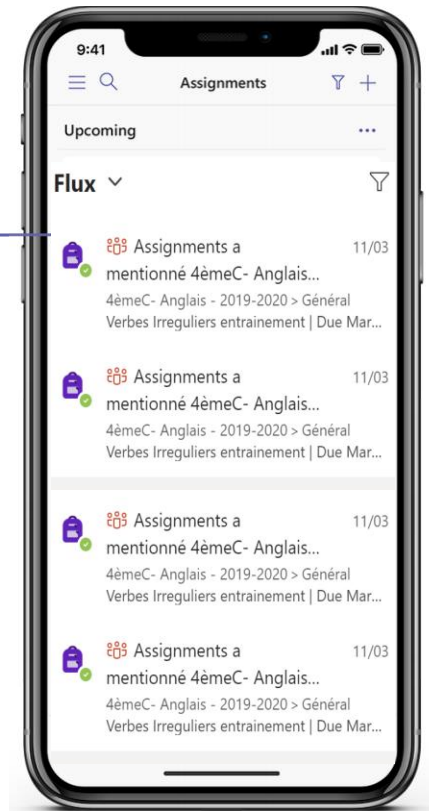 9:41
Assignments
Upcoming
Flux
Assignments a 11/03
mentionné 4èmeC- Anglais...
4èmeC- Anglais - 2019-2020 > Général
Verbes Irreguliers entrainement | Due Mar...
Assignments a 11/03
mentionné 4èmeC- Anglais...
4èmeC- Anglais - 2019-2020 > Général
Verbes Irreguliers entrainement | Due Mar...
Assignments a 11/03
mentionné 4èmeC- Anglais...
4èmeC- Anglais - 2019-2020 > Général
Verbes Irreguliers entrainement | Due Mar...
Assignments a 11/03
mentionné 4èmeC- Anglais...
4èmeC- Anglais - 2019-2020 > Général
Verbes Irreguliers entrainement | Due Mar...